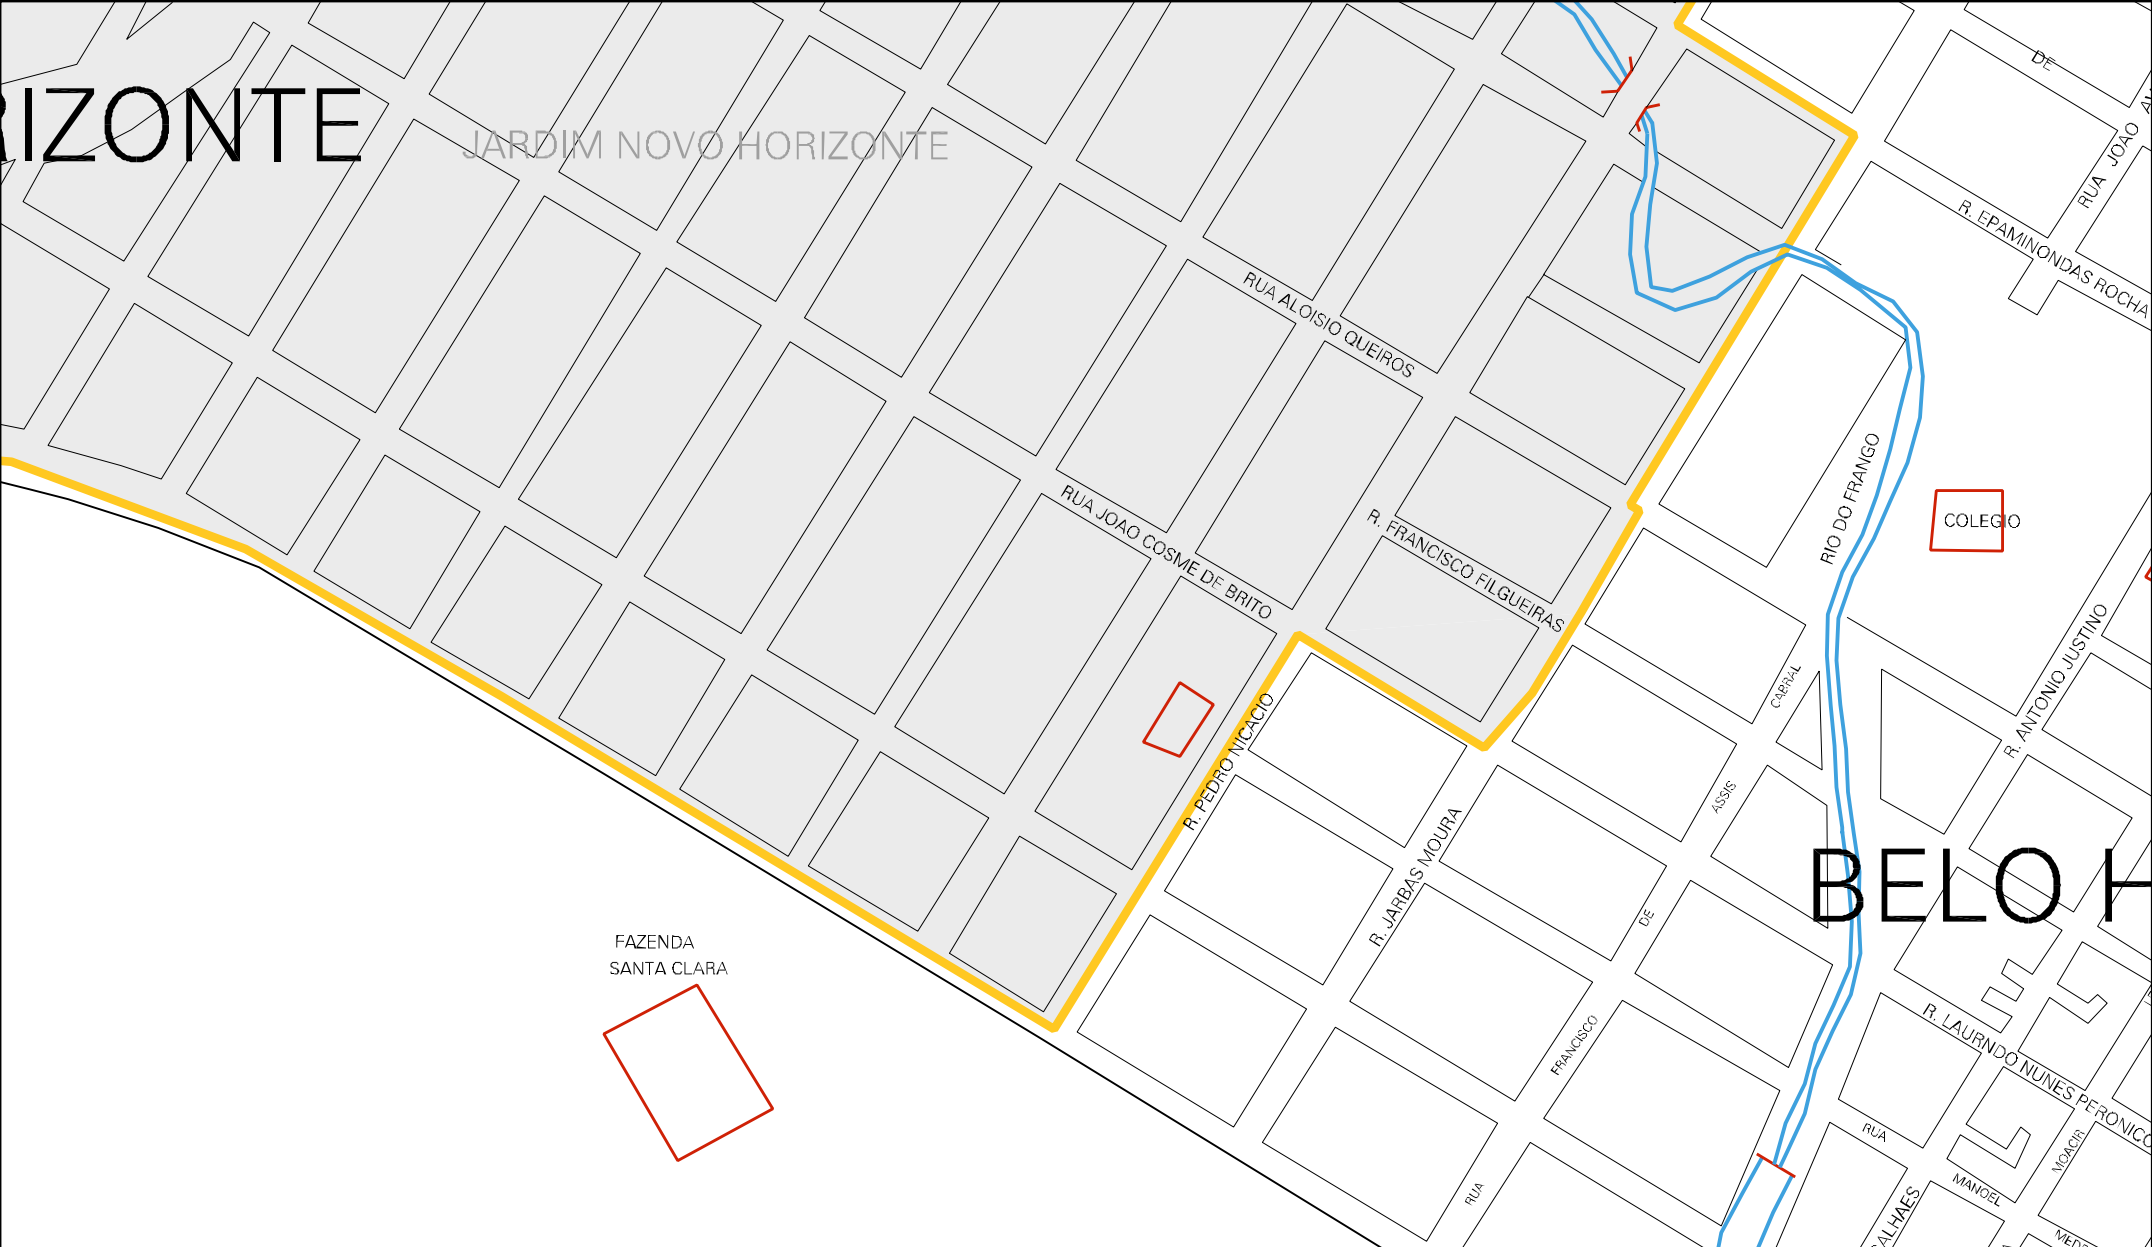 RIZONTE
JARDIM NOVO HORIZONTE
DE
RUA JOAO
R. EPAMINONDAS ROCHA
RUA ALOISIO QUEIROS
RIO DO FRANGO
COLEGIO
RUA JOAO COSME DE BRITO
R. FRANCISCO FILGUEIRAS
R. PEDRO NICACIO
R. ANTONIO JUSTINO
CABRAL
ASSIS
DE
FRANCISCO
RUA
R. JARBAS MOURA
BELO H
FAZENDA
SANTA CLARA
R. LAURNDO NUNES PERONICO
RUA
MANOEL
MEDE
MOACIR
ALHAES